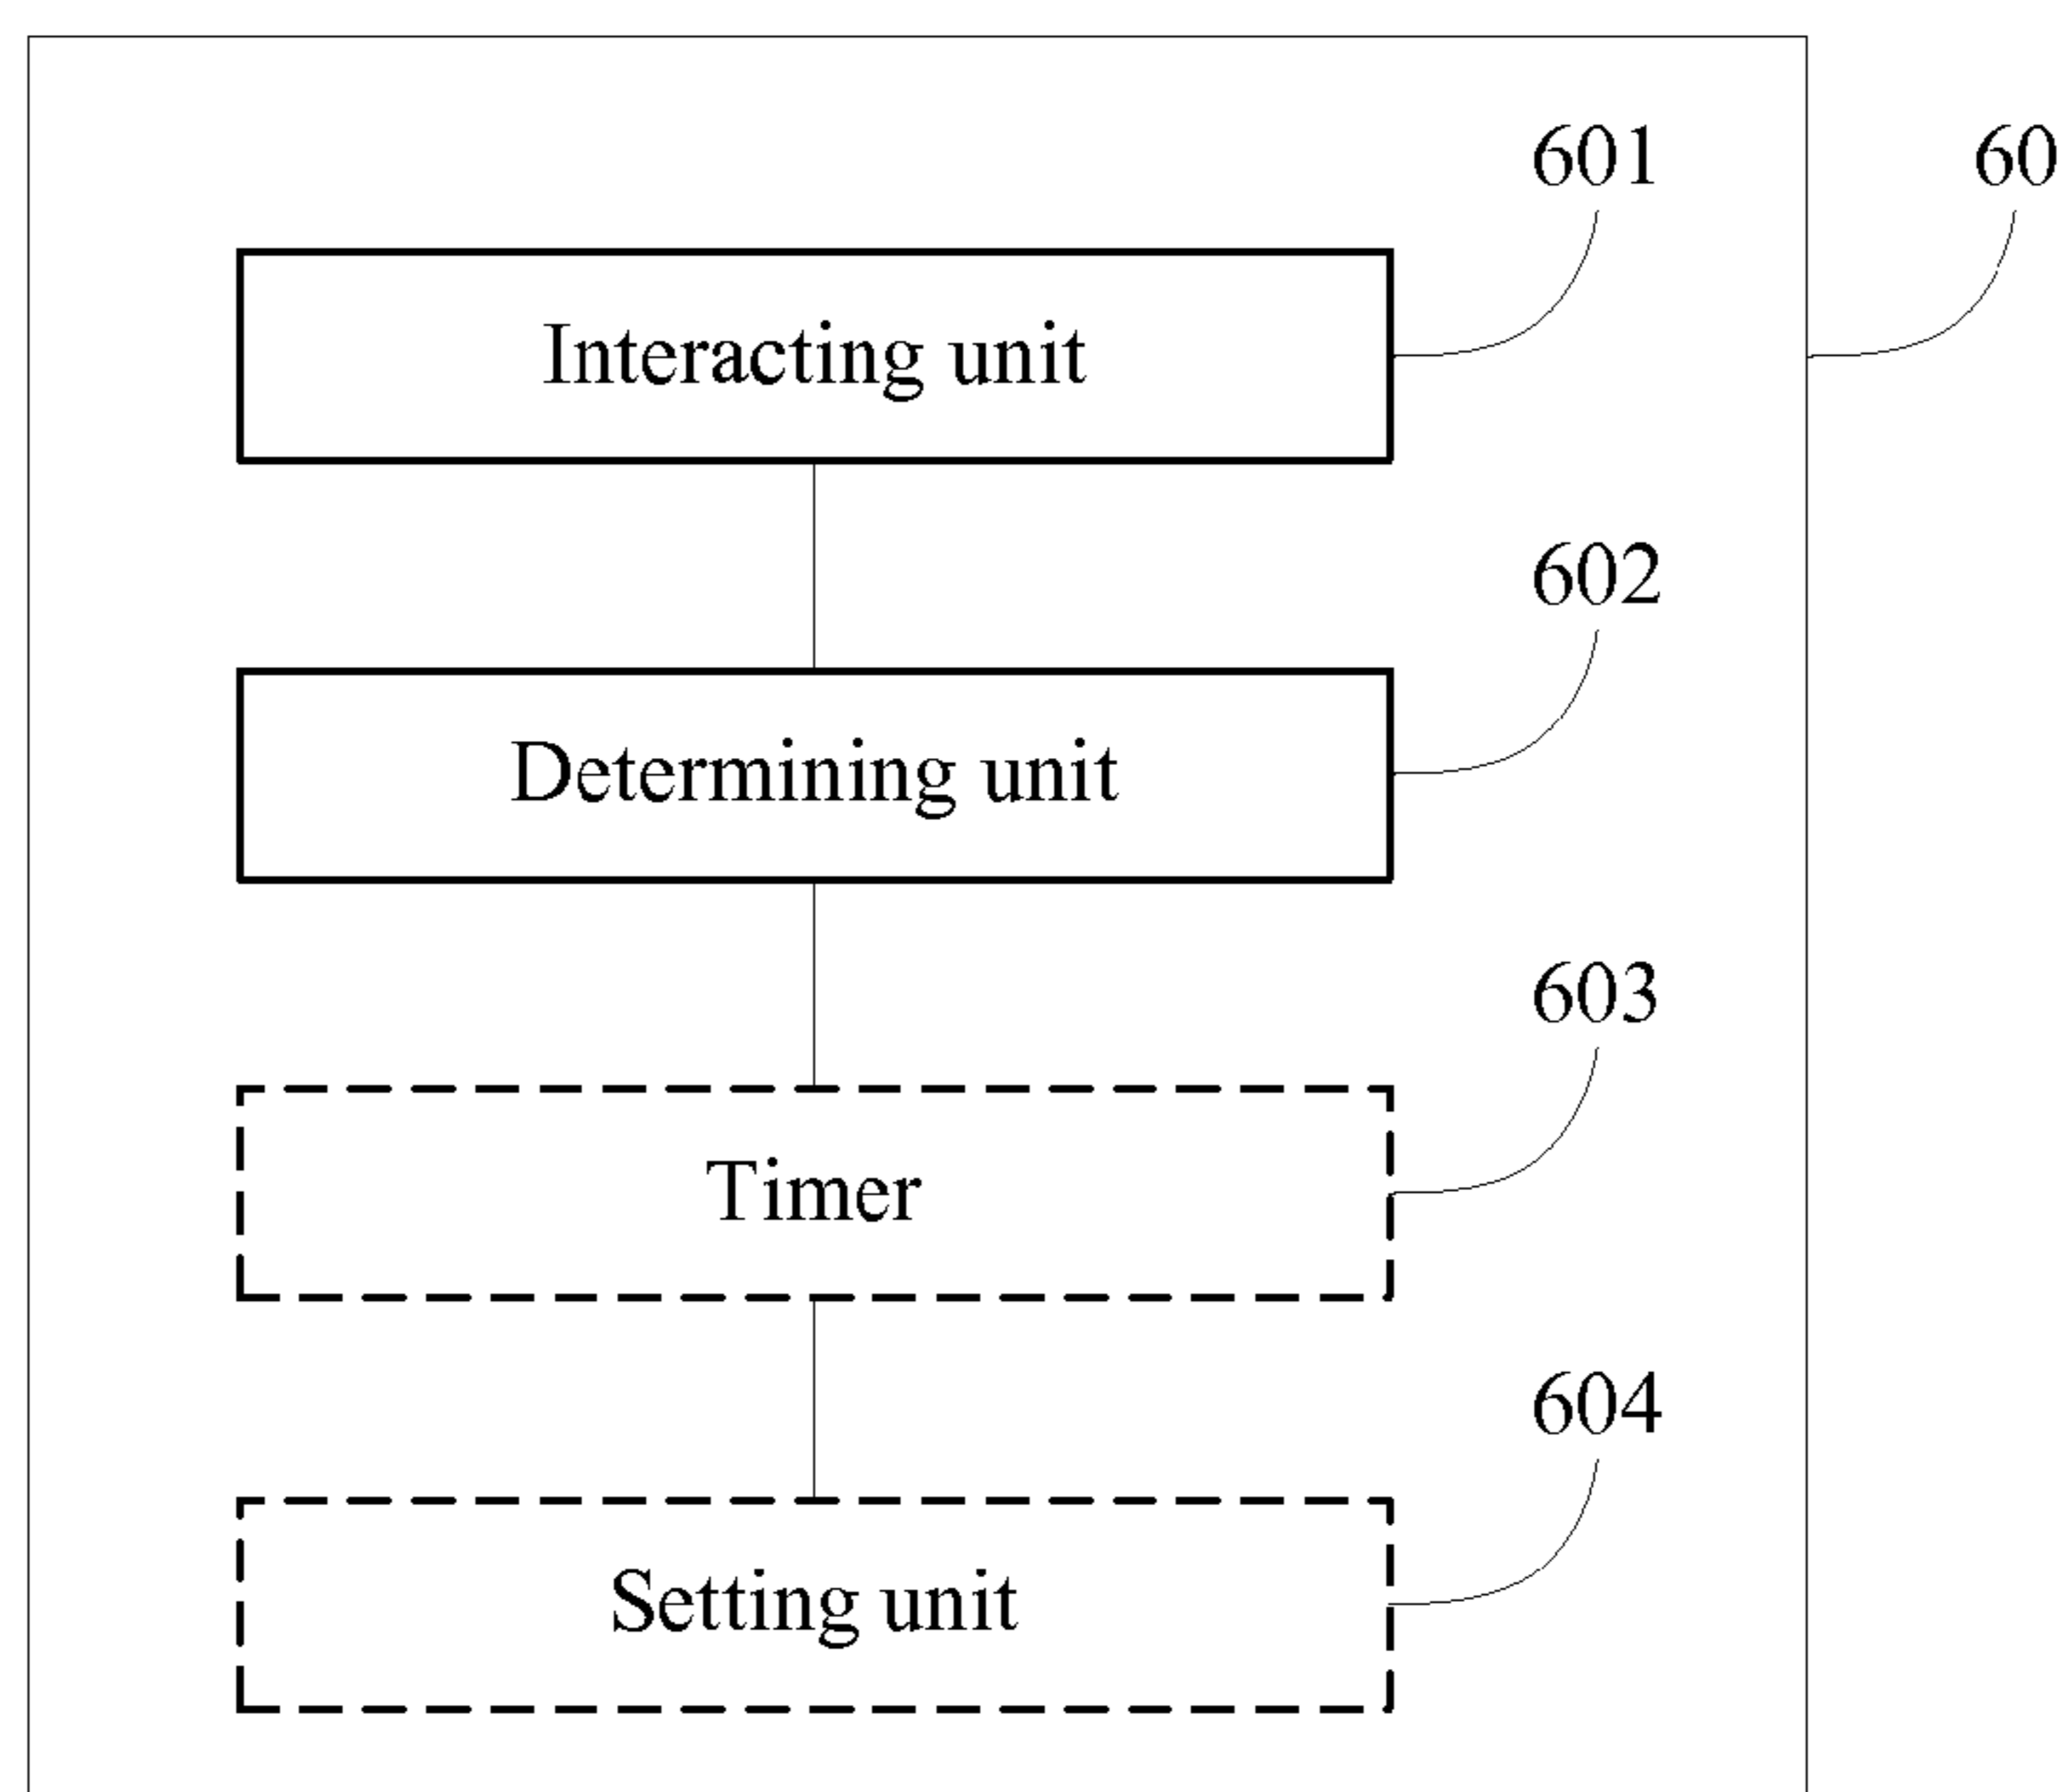 601
60
Interacting unit
602
Determining unit
603
Timer
604
Setting unit